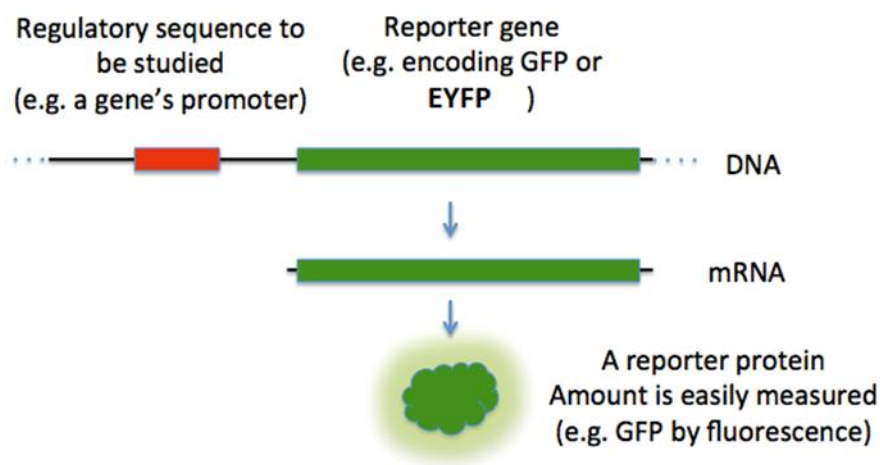 Regulatory sequence to
be studied
(e.g. a gene's promoter)
Reporter gene
(e.g. encoding GFP or
EYFP )
DNA
mRNA
A reporter protein
Amount is easily measured
(e.g. GFP by fluorescence)